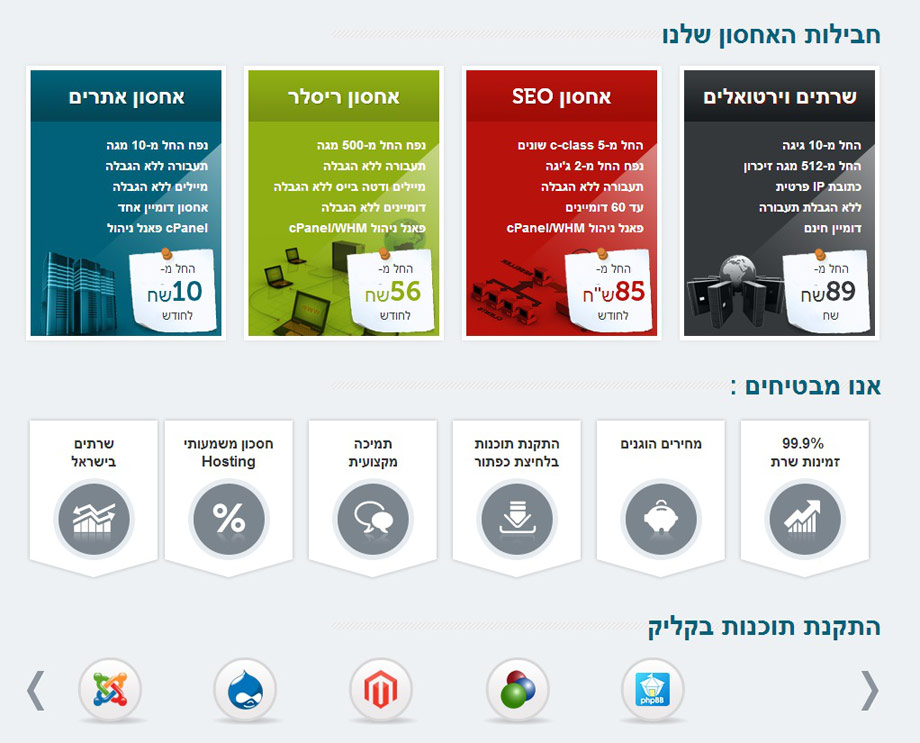 חבילות האחסון שלנו
שרתים וירטואלים
החל מ-10 גיגה
החל מ-512 מגה זיכרון
כתובת IP פרטית
ללא הגבלת תעבורה
דומיין חינם
החל מ-
89שח
שח
אחסון SEO
החל מ-5 c-class שונים
נפח החל מ-2 ג'יגה
תעבורה ללא הגבלה
עד 60 דומיינים
פאנל ניהול cPanel/WHM
החל מ-
85ש"ח
לחודש
אחסון ריסלר
נפח החל מ-500 מגה
תעבורה ללא הגבלה
מיילים ודטה בייס ללא הגבלה
דומיינים ללא הגבלה
פאנל ניהול cPanel/WHM
החל מ-
56שח
לחודש
אחסון אתרים
נפח החל מ-10 מגה
תעבורה ללא הגבלה
מיילים ללא הגבלה
אחסון דומיין אחד
cPanel פאנל ניהול
החל מ-
10שח
לחודש
אנו מבטיחים :
99.9%
זמינות שרת
מחירים הוגנים
התקנת תוכנות
בלחיצת כפתור
תמיכה
מקצועית
חסכון משמעותי
Hosting
%
שרתים
בישראל
התקנת תוכנות בקליק
phpBB